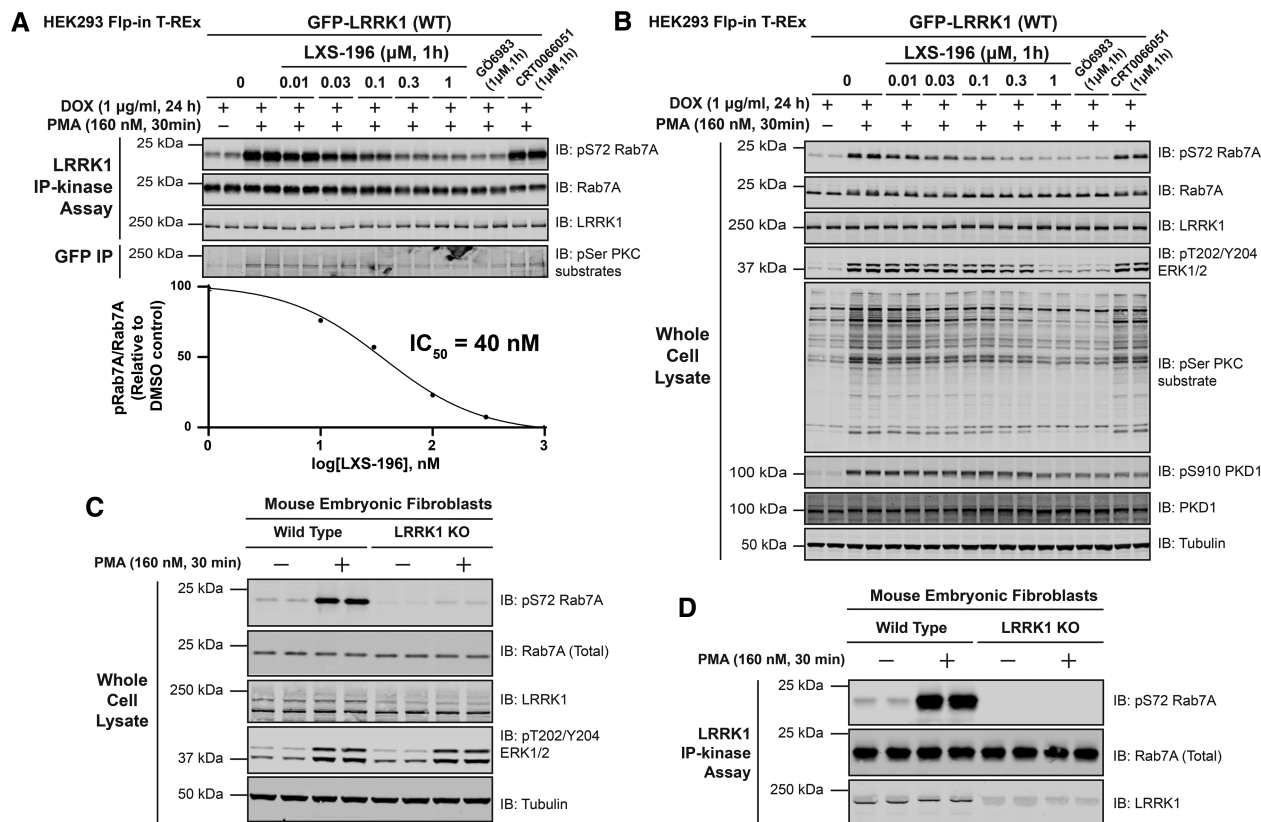 A
HEK293 Flp-in T-REx
GFP-LRRK1 (WT)
LXS-196 (µM, 1h)
GÖ6983
(1µM,1h)
CRT0066051
(1µM,1h)
0 0.01 0.03 0.1 0.3 1
DOX (1 µg/ml, 24 h) + + + + + + + + +
PMA (160 nM, 30min) – + + + + + + + +
LRRK1
IP-kinase
Assay
25 kDa
IB: pS72 Rab7A
25 kDa
IB: Rab7A
250 kDa
IB: LRRK1
GFP IP
250 kDa
IB: pSer PKC
substrates
pRab7A/Rab7A
(Relative to
DMSO control)
100
50
0
IC50 = 40 nM
0 1 2 3
log[LXS-196], nM
B
HEK293 Flp-in T-REx
GFP-LRRK1 (WT)
LXS-196 (µM, 1h)
GÖ6983
(1µM,1h)
CRT0066051
(1µM,1h)
0 0.01 0.03 0.1 0.3 1
DOX (1 µg/ml, 24 h) + + + + + + + + +
PMA (160 nM, 30min) – + + + + + + + +
Whole
Cell
Lysate
25 kDa
IB: pS72 Rab7A
25 kDa
IB: Rab7A
250 kDa
IB: LRRK1
37 kDa
IB: pT202/Y204
ERK1/2
IB: pSer PKC
substrate
100 kDa
IB: pS910 PKD1
100 kDa
IB: PKD1
50 kDa
IB: Tubulin
C
Mouse Embryonic Fibroblasts
Wild Type LRRK1 KO
PMA (160 nM, 30 min) – + – +
Whole
Cell
Lysate
25 kDa
IB: pS72 Rab7A
25 kDa
IB: Rab7A (Total)
250 kDa
IB: LRRK1
37 kDa
IB: pT202/Y204
ERK1/2
50 kDa
IB: Tubulin
D
Mouse Embryonic Fibroblasts
Wild Type LRRK1 KO
PMA (160 nM, 30 min) – + – +
LRRK1
IP-kinase
Assay
25 kDa
IB: pS72 Rab7A
25 kDa
IB: Rab7A (Total)
250 kDa
IB: LRRK1